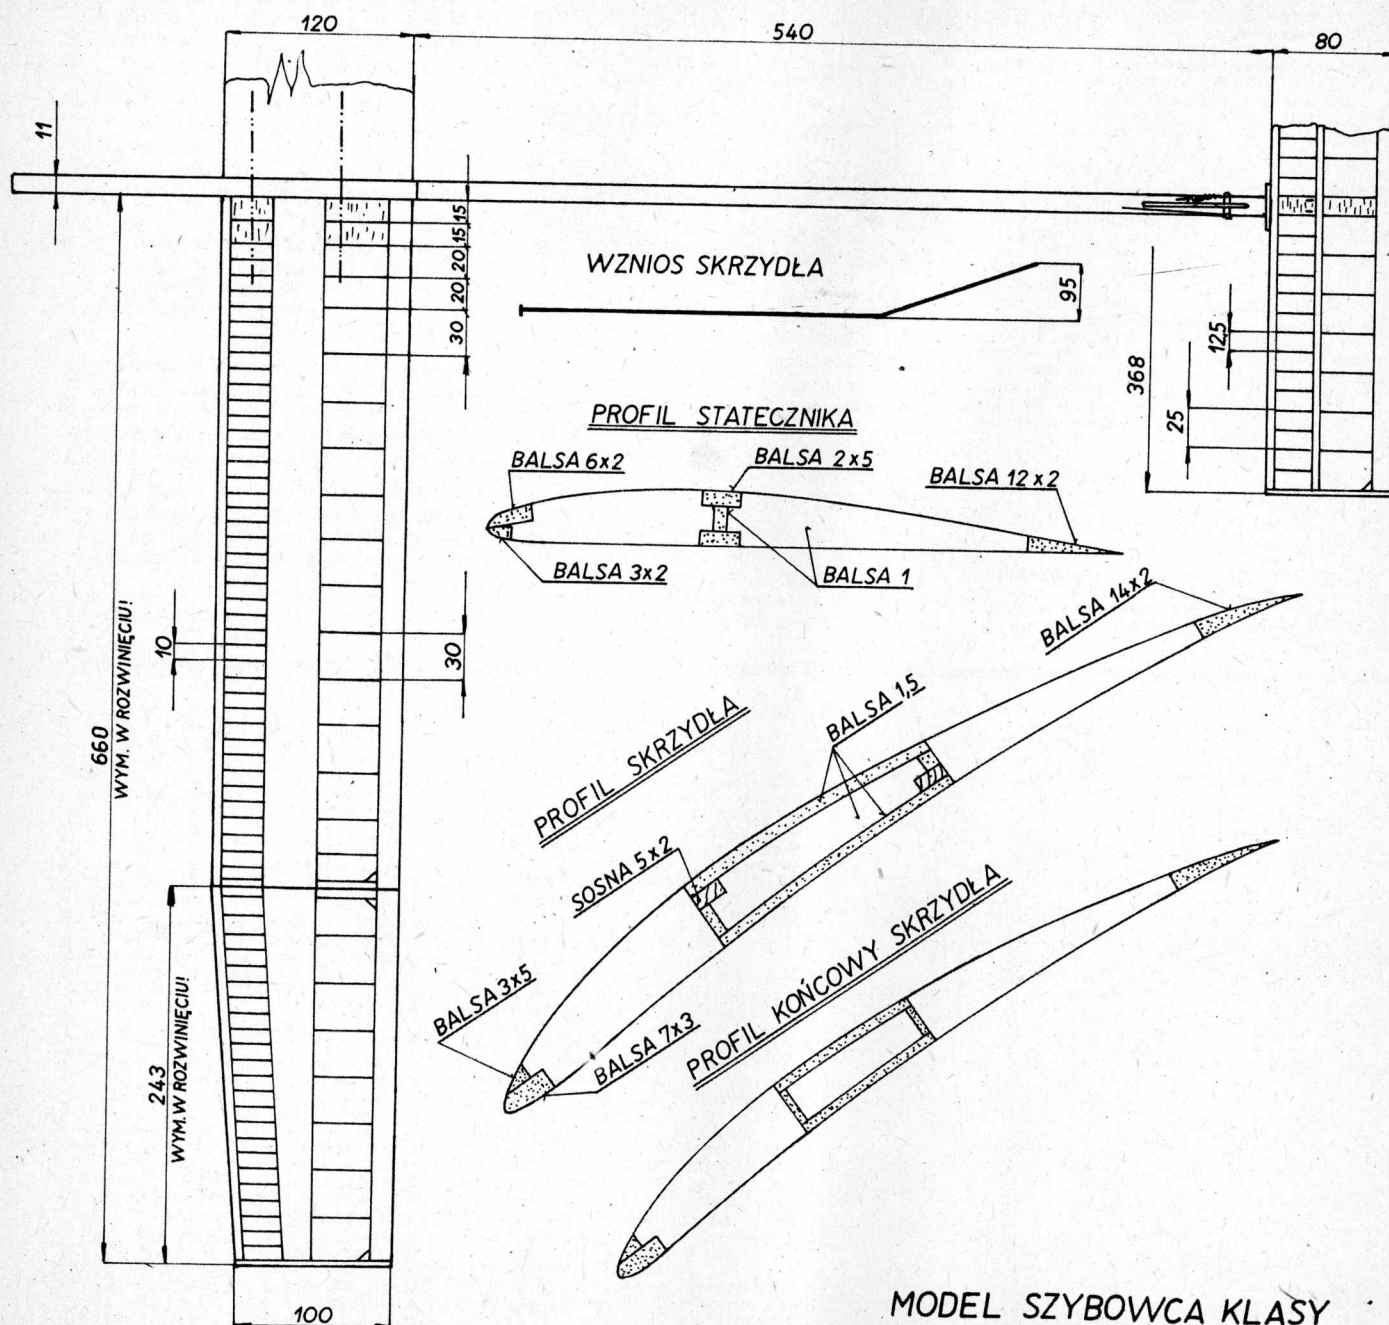 120
540
80
11
15
15
20
20
30
WZNIOS SKRZYDŁA
95
12,5
368
25
PROFIL STATECZNIKA
BALSA 6x2
BALSA 2x5
BALSA 12x2
BALSA 3x2
BALSA 1
BALSA 14x2
10
30
660
WYM. W ROZWINIĘCIU!
PROFIL SKRZYDŁA
BALSA 1,5
SOSNA 5x2
BALSA 3x5
BALSA 7x3
PROFIL KOŃCOWY SKRZYDŁA
243
WYM. W ROZWINIĘCIU!
100
MODEL SZYBOWCA KLASY